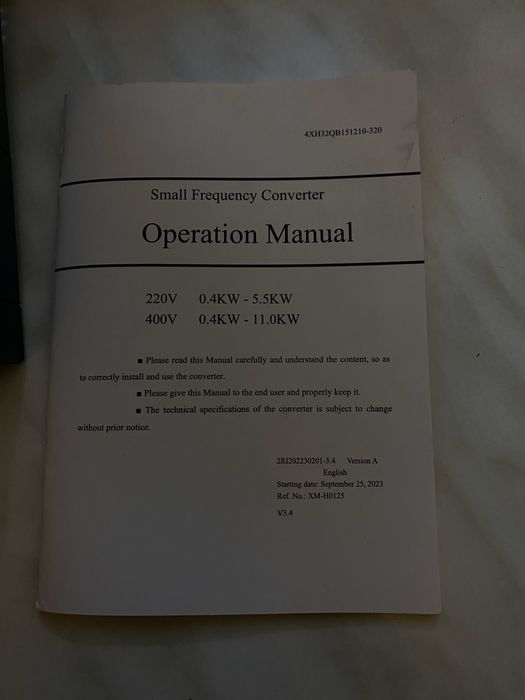 4XH32QB151210-320
Small Frequency Converter
Operation Manual
220V 0.4KW - 5.5KW
400V 0.4KW - 11.0KW
■ Please read this Manual carefully and understand the content, so as
to correctly install and use the converter.
■ Please give this Manual to the end user and properly keep it.
■ The technical specifications of the converter is subject to change
without prior notice.
2RJ202230201-3.4 Version A
English
Starting date: September 25, 2023
Ref. No.: XM-H0125
V3.4